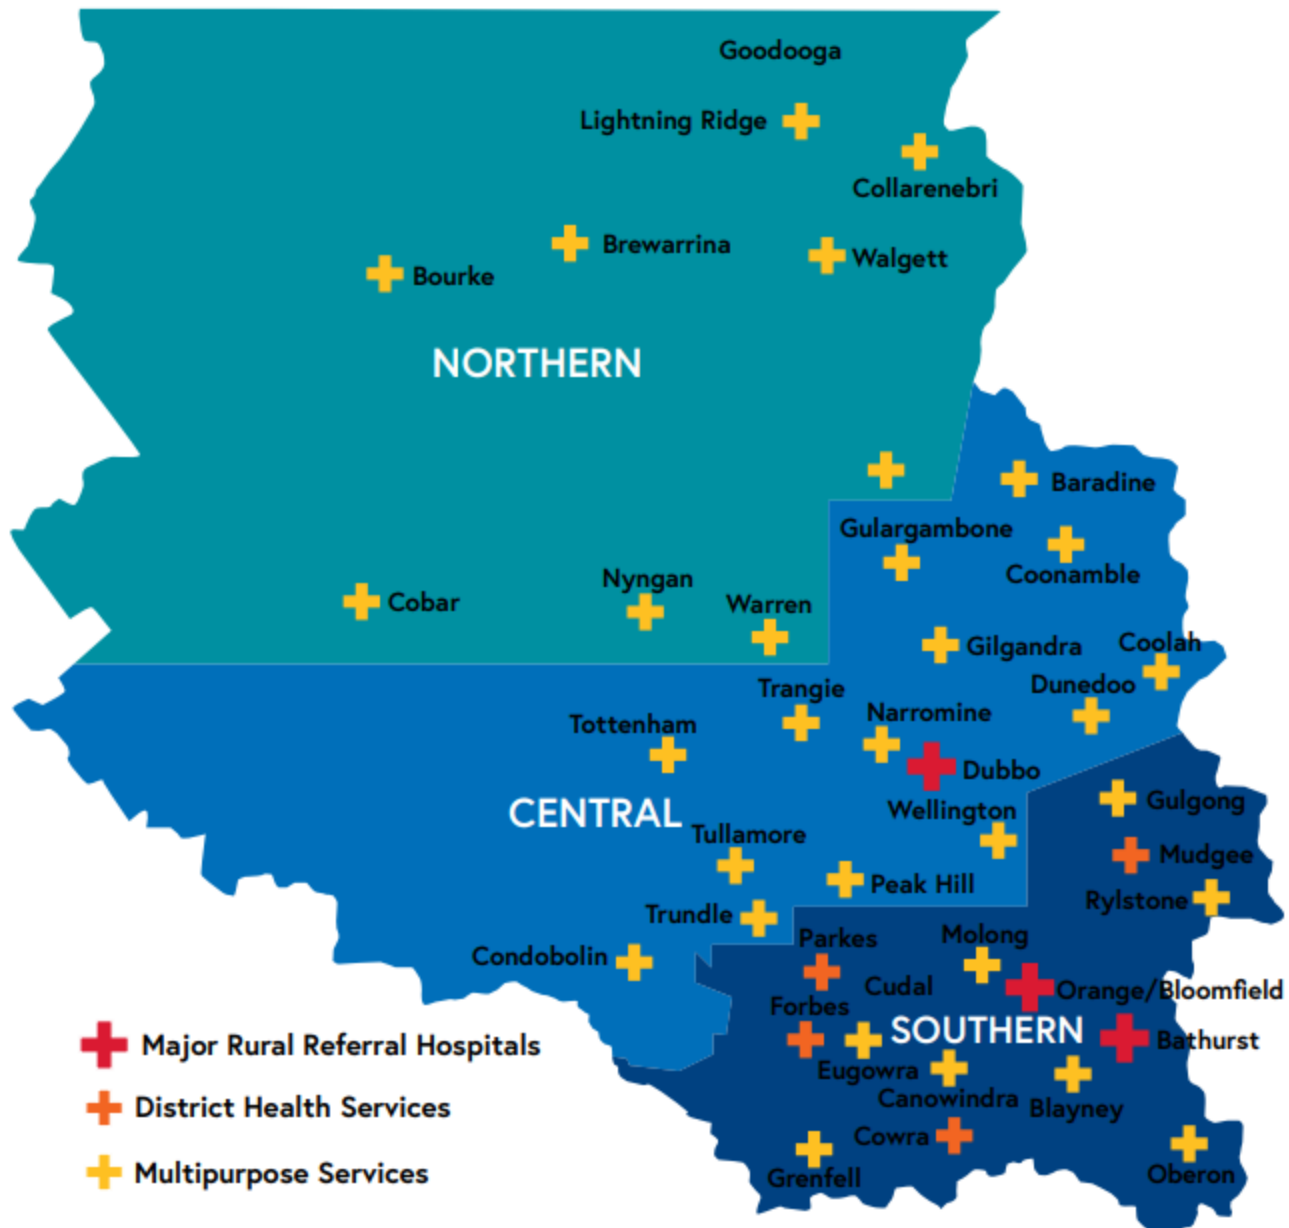 Goodooga
Lightning Ridge
Collarenebri
Brewarrina
Walgett
Bourke
NORTHERN
Baradine
Gulargambone
Coonamble
Nyngan
Cobar
Warren
Gilgandra
Coolah
Dunedoo
Trangie
Narromine
Tottenham
Dubbo
CENTRAL
Wellington
Gulgong
Tullamore
Mudgee
Peak Hill
Rylstone
Trundle
Parkes
Molong
Condobolin
Cudal
Orange/Bloomfield
Forbes
SOUTHERN
Bathurst
Eugowra
Canowindra
Blayney
Cowra
Grenfell
Oberon
Major Rural Referral Hospitals
District Health Services
Multipurpose Services